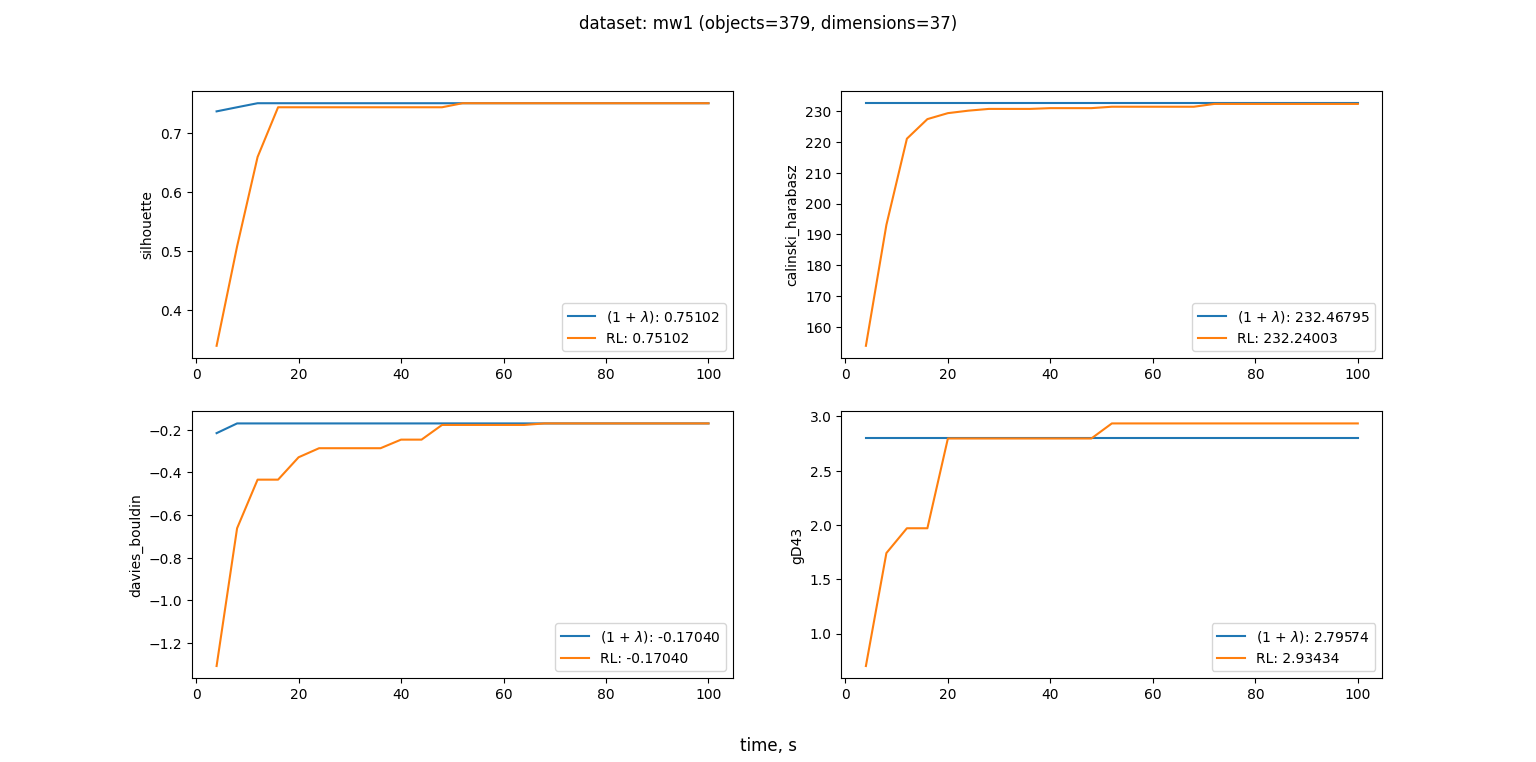 dataset: mw1 (objects=379, dimensions=37)
silhouette
0.7
0.6
0.5
0.4
(1 + λ): 0.75102
RL: 0.75102
0 20 40 60 80 100
calinski_harabasz
230
220
210
200
190
180
170
160
(1 + λ): 232.46795
RL: 232.24003
0 20 40 60 80 100
davies_bouldin
−0.2
−0.4
−0.6
−0.8
−1.0
−1.2
(1 + λ): -0.17040
RL: -0.17040
0 20 40 60 80 100
gD43
3.0
2.5
2.0
1.5
1.0
(1 + λ): 2.79574
RL: 2.93434
0 20 40 60 80 100
time, s